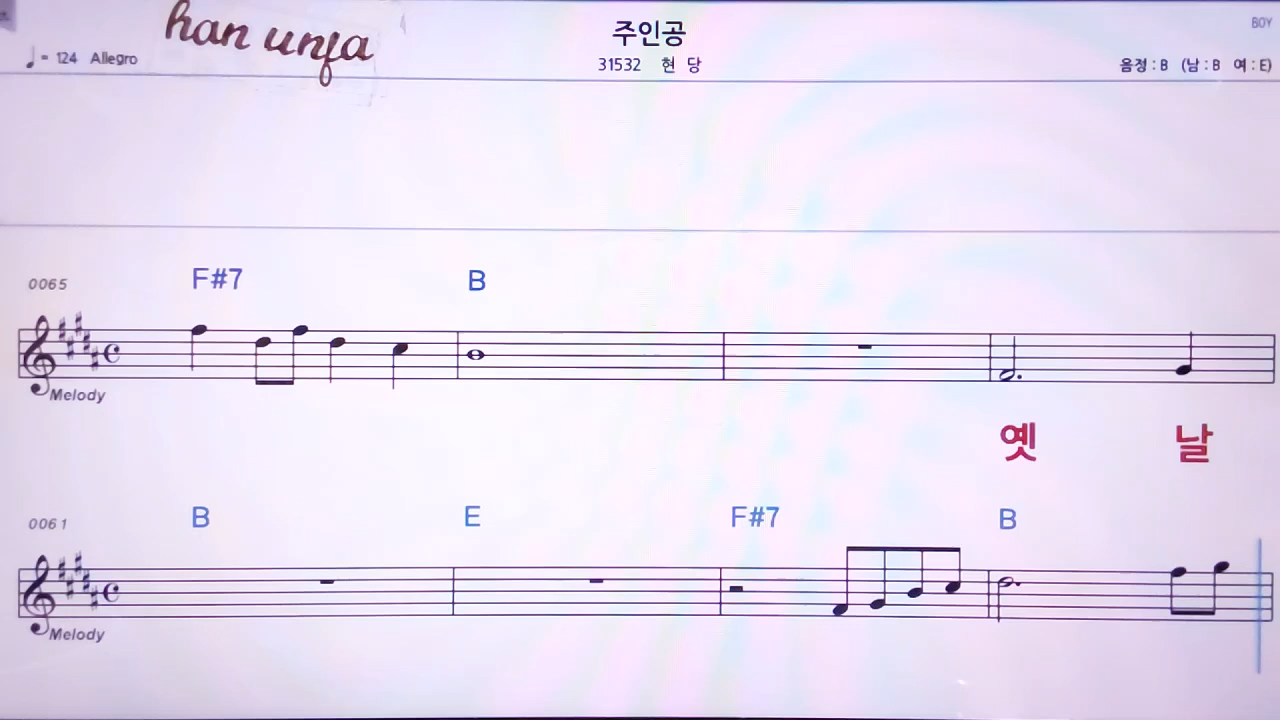 han unfa
주인공
BOY
♩= 124 Allegro
31532 현 당
음정 : B (남 : B 여 : E)
0065
F#7 B
Melody
옛 날
0061
B E F#7 B
Melody